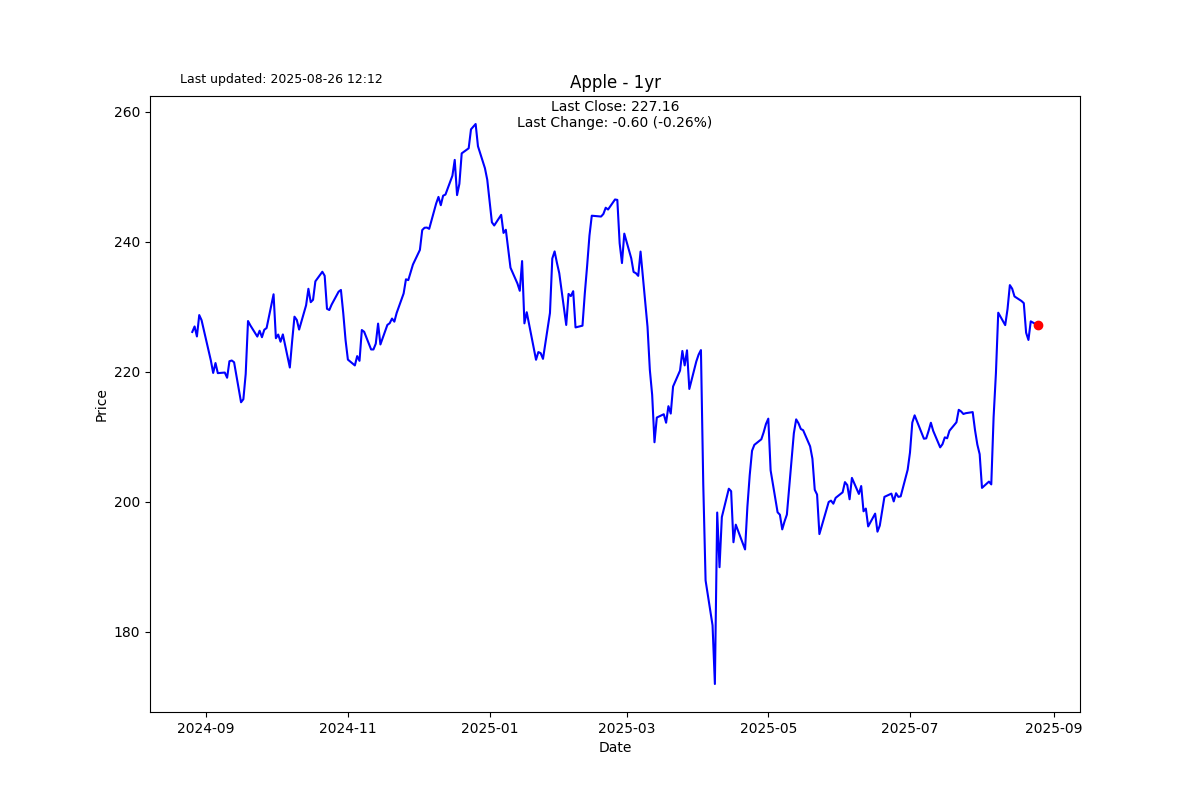 Last updated: 2025-08-26 12:12
Apple - 1yr
Last Close: 227.16
Last Change: -0.60 (-0.26%)
260
240
220
200
180
Price
2024-09
2024-11
2025-01
2025-03
2025-05
2025-07
2025-09
Date